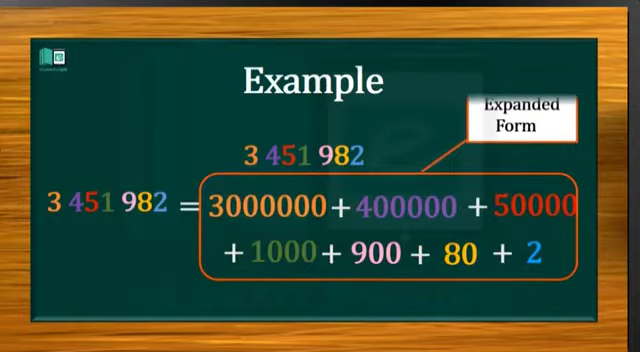 Example
Expanded
Form
3 451 982
3 451 982 = 3000000 + 400000 + 50000
+ 1000 + 900 + 80 + 2